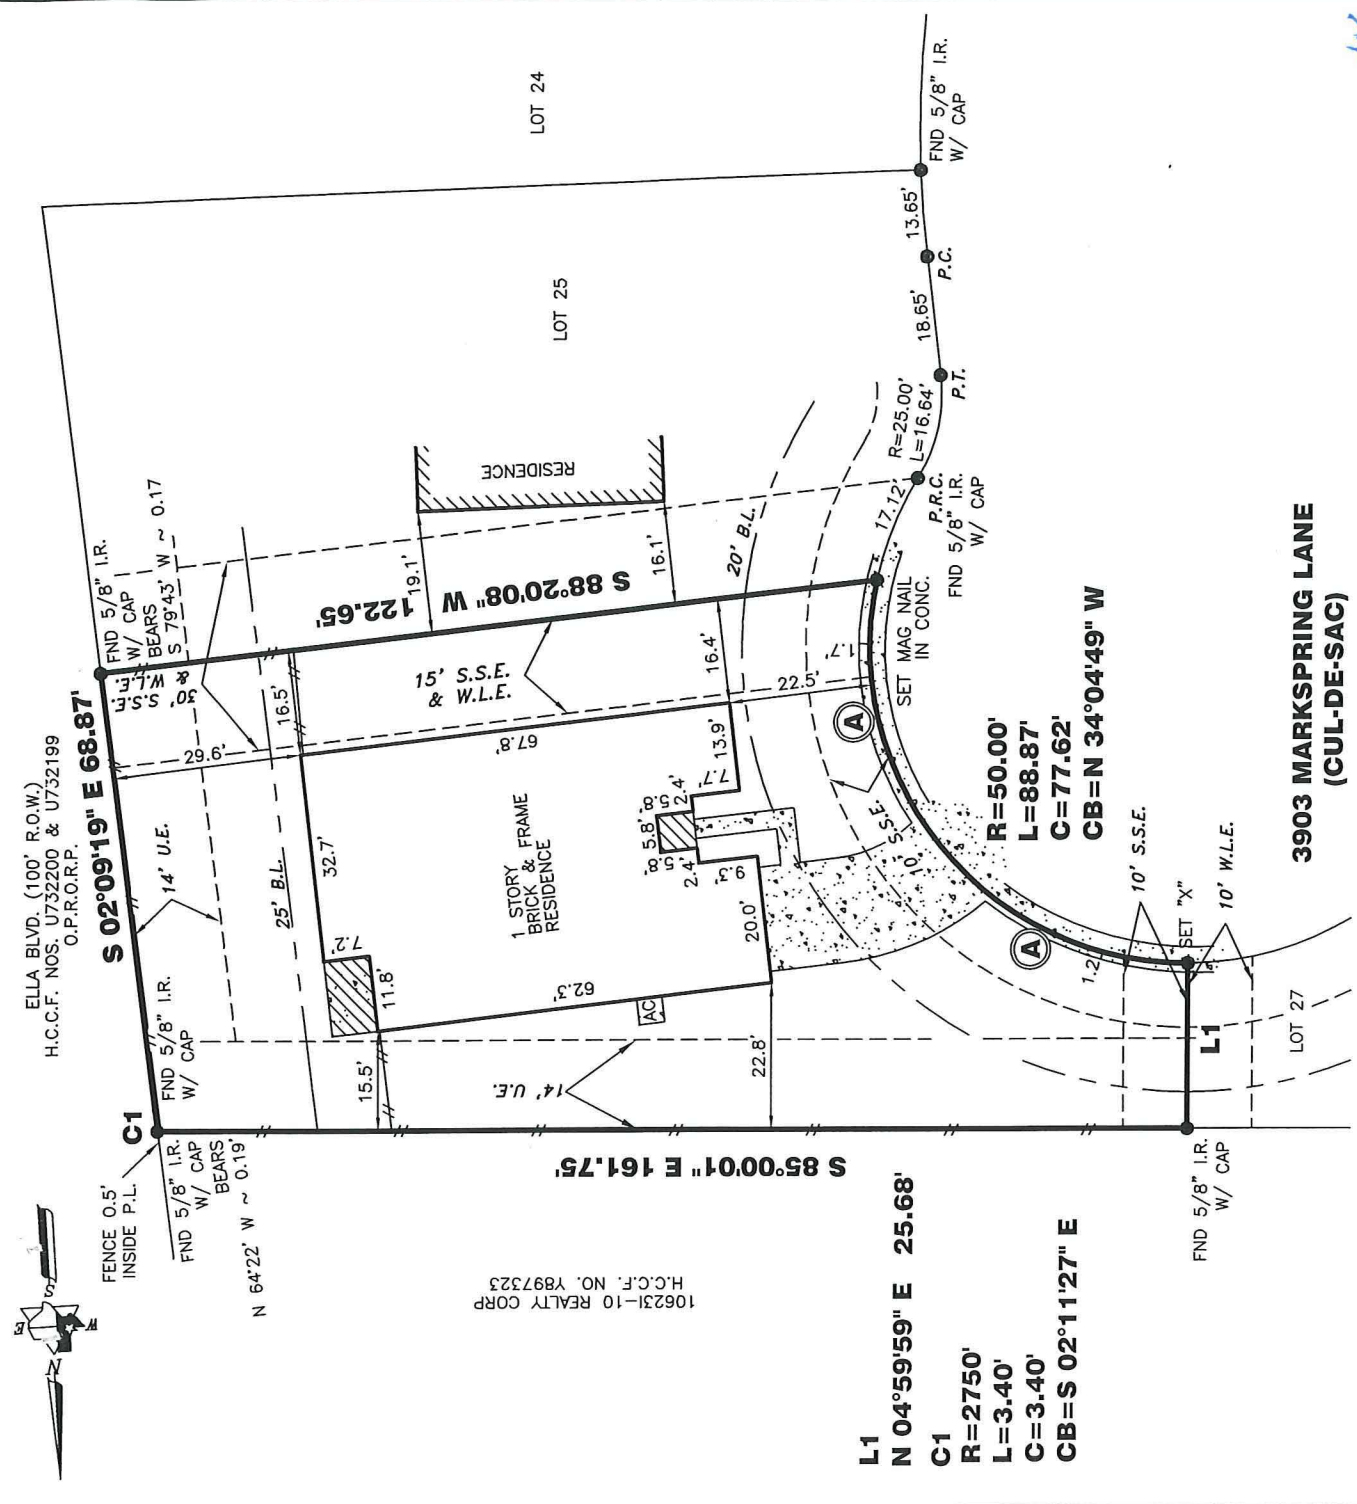 ELLA BLVD. (100' R.O.W.)
H.C.C.F. NOS. U732200 & U732199
O.P.R.O.R.P.
S 02°09'19" E 68.87'
FND 5/8" I.R.
W/ CAP
BEARS
S 79°43' W ~ 0.17
30' S.S.E.
& W.L.E.
14' U.E.
25' B.L.
29.6'
16.5'
C1
FND 5/8" I.R.
W/ CAP
FENCE 0.5'
INSIDE P.L.
FND 5/8" I.R.
W/ CAP
BEARS
N 64°22' W ~ 0.19'
N
S
E
W
LOT 24
LOT 25
RESIDENCE
19.1'
16.1'
S 88°20'08" W
122.65'
15' S.S.E.
& W.L.E.
16.4'
67.8'
32.7'
7.2'
11.8'
62.3'
15.5'
1 STORY
BRICK & FRAME
RESIDENCE
AC
13.9'
7.7'
2.4'
5.8'
5.8'
5.8'
2.4'
9.3'
20.0'
22.8'
14' U.E.
22.5'
1.7'
20' B.L.
S 85°00'01" E 161.75'
10623I-10 REALTY CORP
H.C.C.F. NO. Y897323
FND 5/8" I.R.
W/ CAP
13.65'
P.C.
18.65'
P.T.
R=25.00'
L=16.64'
P.R.C.
FND 5/8" I.R.
W/ CAP
17.12'
SET MAG NAIL
IN CONC.
A
10' S.S.E.
A
1.2'
R=50.00'
L=88.87'
C=77.62'
CB=N 34°04'49" W
10' S.S.E.
SET "X"
10' W.L.E.
L1
LOT 27
FND 5/8" I.R.
W/ CAP
3903 MARKSPRING LANE
(CUL-DE-SAC)
L1
N 04°59'59" E 25.68'
C1
R=2750'
L=3.40'
C=3.40'
CB=S 02°11'27" E